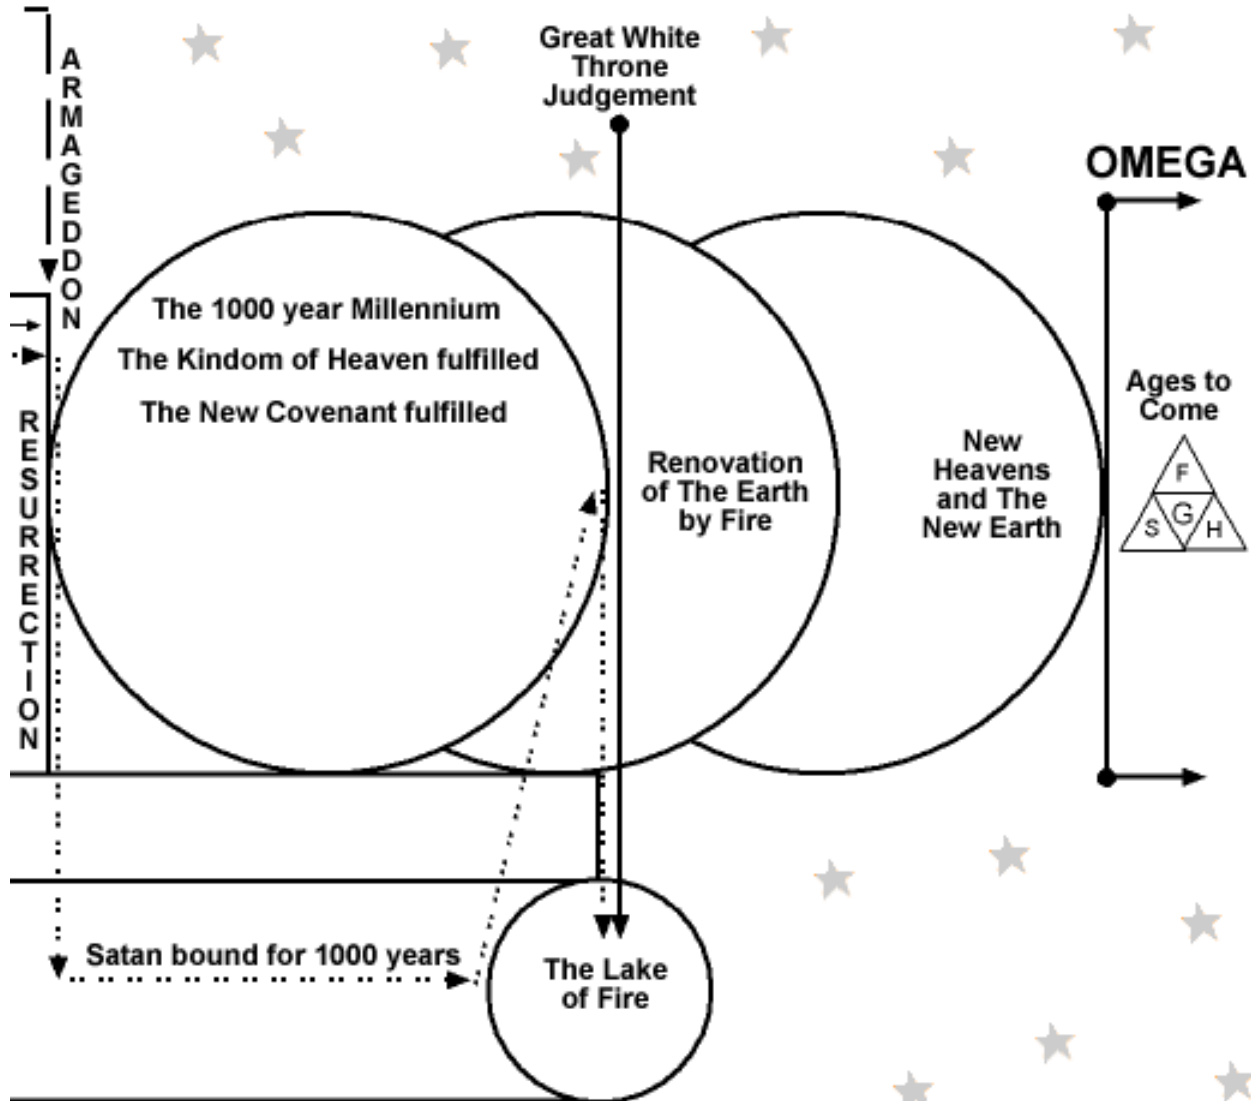 ARMAGEDDON
RESURRECTION
Great White
Throne
Judgement
The 1000 year Millennium
The Kindom of Heaven fulfilled
The New Covenant fulfilled
Renovation
of The Earth
by Fire
New
Heavens
and The
New Earth
OMEGA
Ages to
Come
F
S G H
Satan bound for 1000 years
The Lake
of Fire